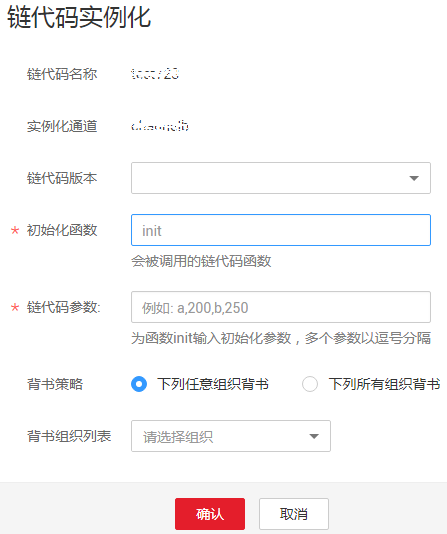 链代码实例化
链代码名称
实例化通道
链代码版本
* 初始化函数 init
会被调用的链代码函数
* 链代码参数: 例如: a,200,b,250
为函数init输入初始化参数，多个参数以逗号分隔
背书策略 下列任意组织背书 下列所有组织背书
背书组织列表 请选择组织
确认 取消